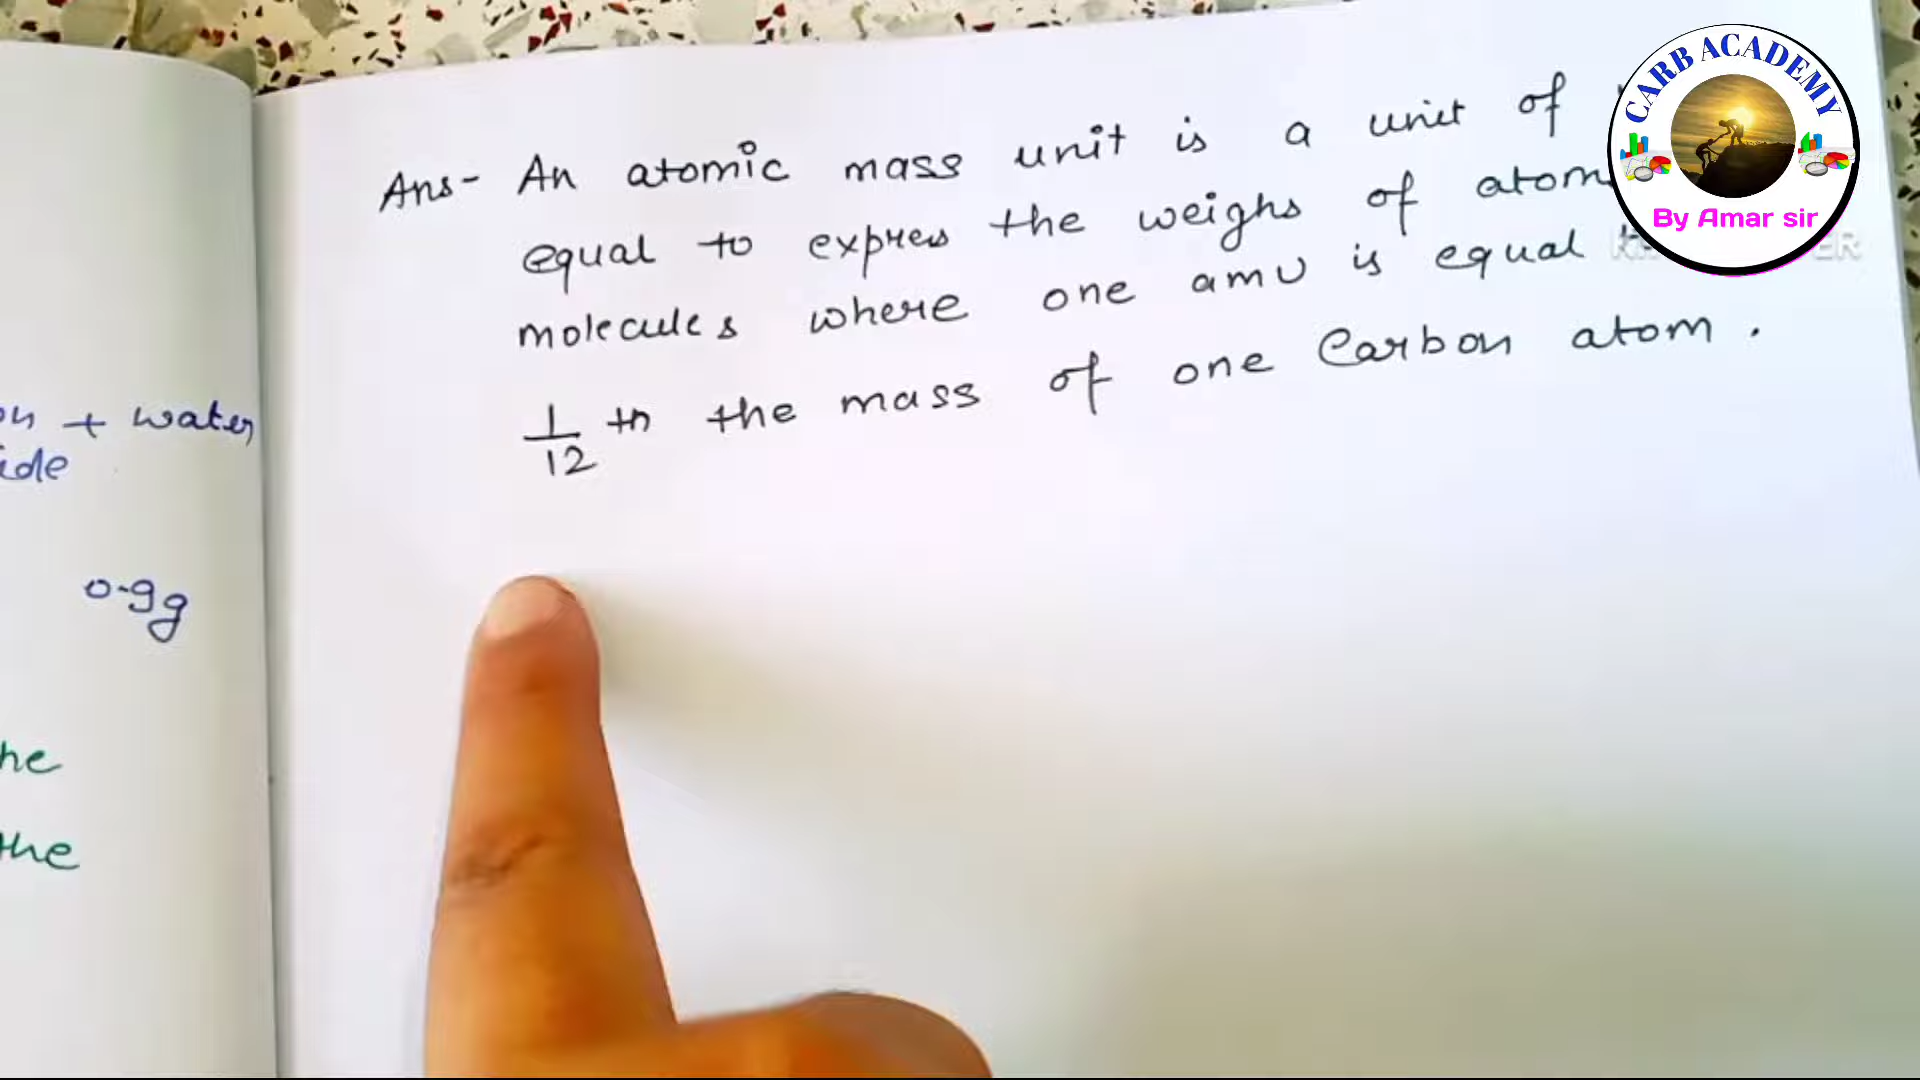 on + water
ide
0.9g
he
the
Ans- An atomic mass unit is a unit of
equal to express the weighs of atom
molecules where one amu is equal
1/12 th the mass of one Carbon atom.
CARB ACADEMY
By Amar sir